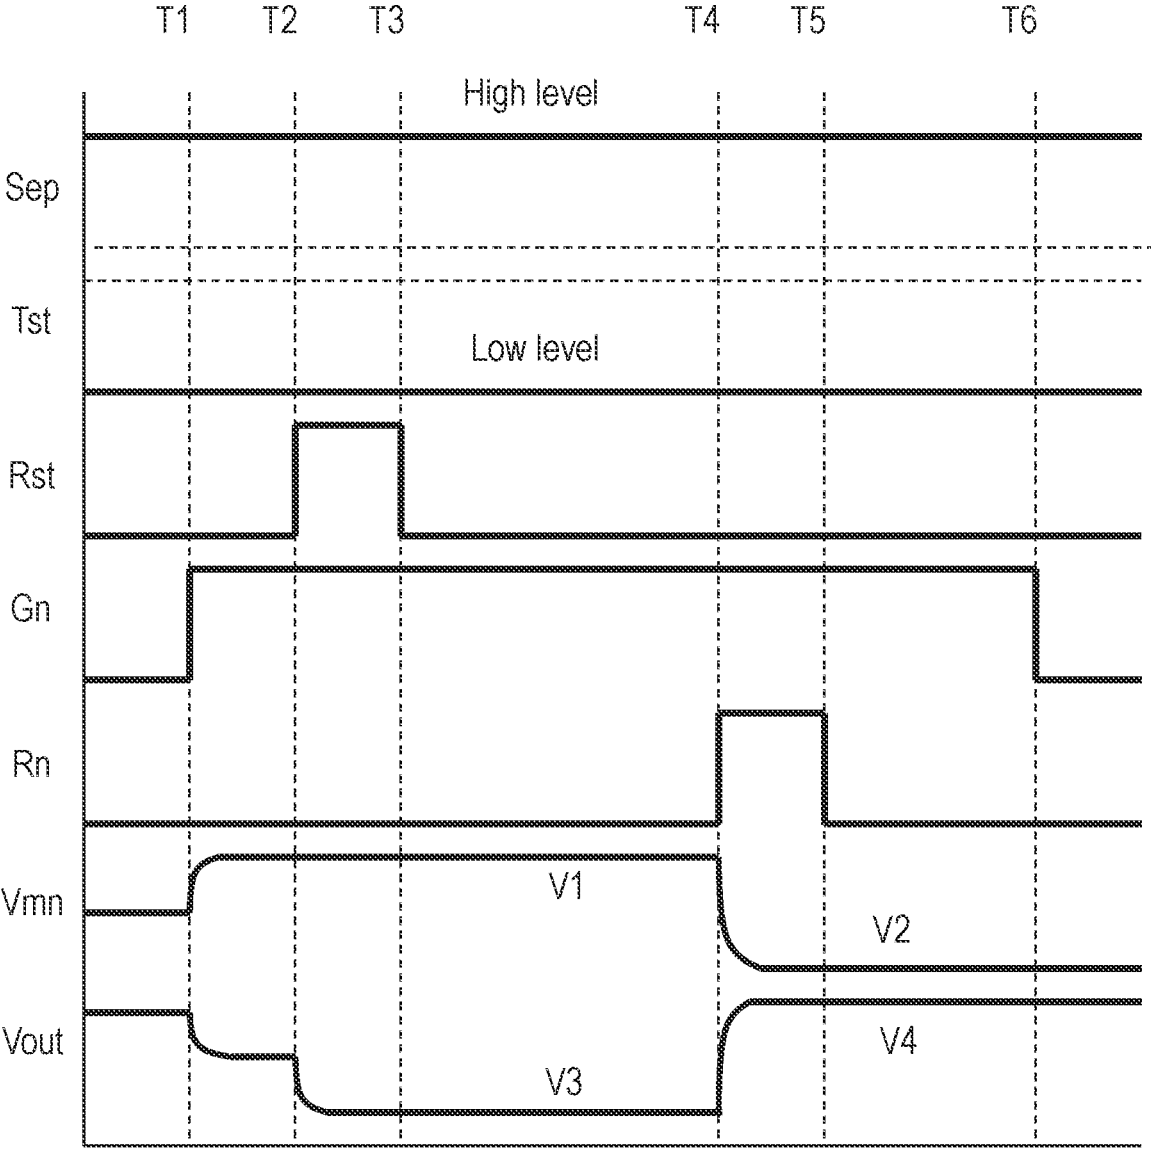 T1 T2 T3 T4 T5 T6
High level
Sep
Tst
Low level
Rst
Gn
Rn
Vmn
V1
V2
Vout
V3
V4